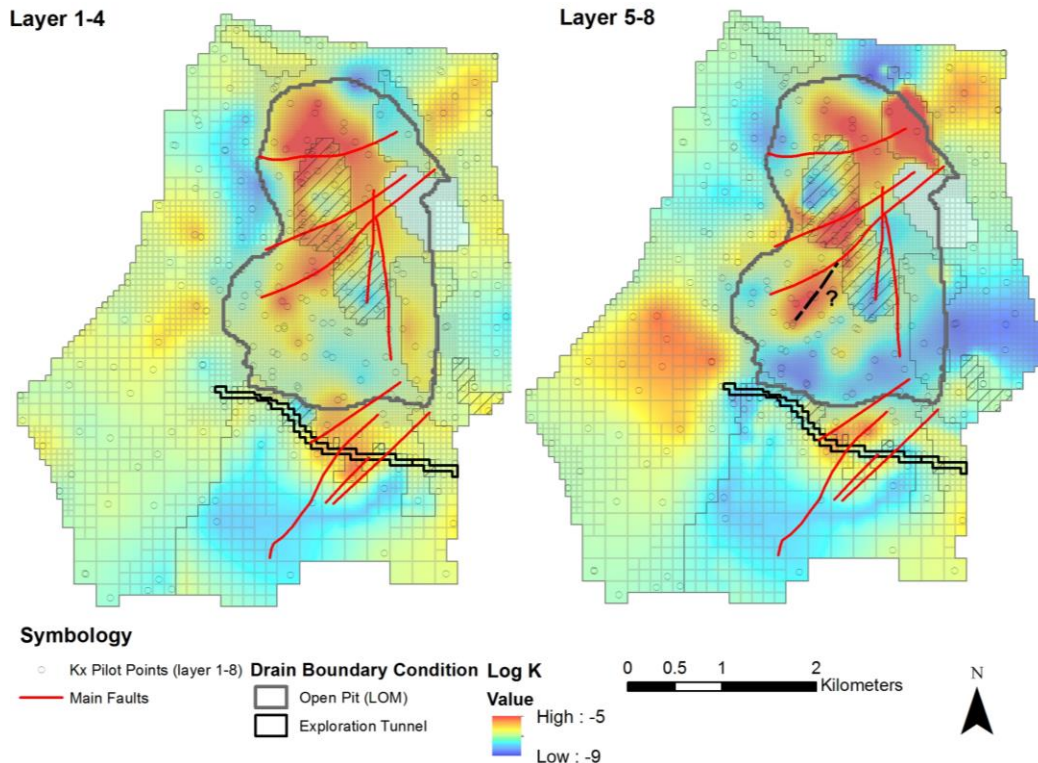 Layer 1-4
Layer 5-8
?
Symbology
Kx Pilot Points (layer 1-8)
Main Faults
Drain Boundary Condition
Open Pit (LOM)
Exploration Tunnel
Log K
Value
High : -5
Low : -9
0 0.5 1 2
Kilometers
N